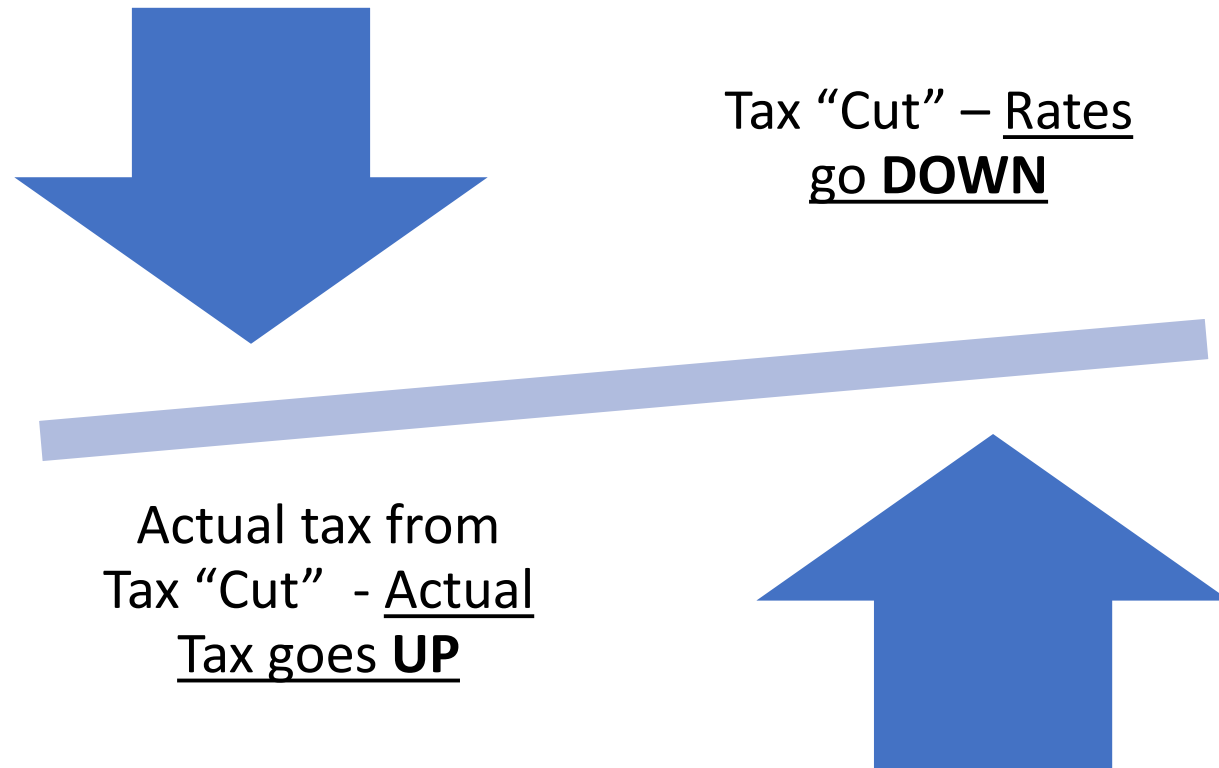 Tax “Cut” – Rates
go DOWN
Actual tax from
Tax “Cut”  - Actual
Tax goes UP